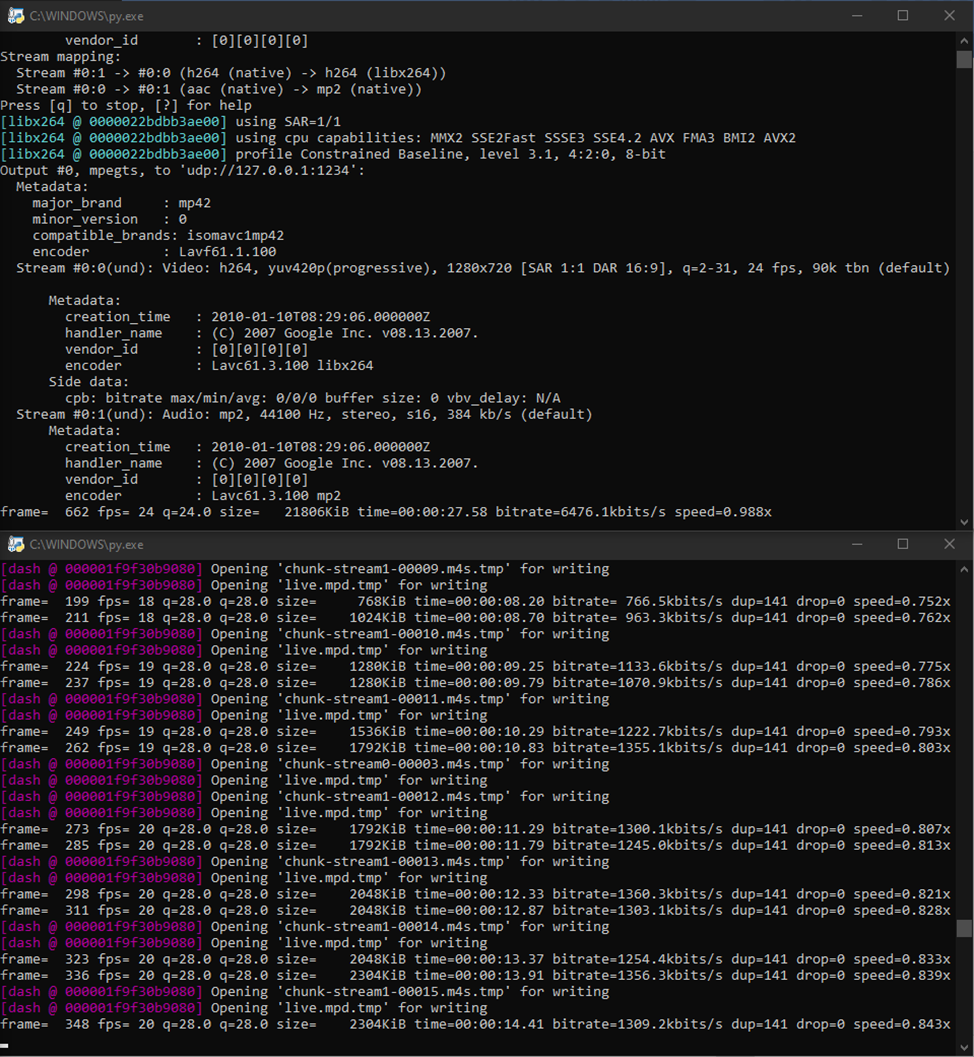 C:\WINDOWS\py.exe
vendor_id : [0][0][0][0]
Stream mapping:
Stream #0:1 -> #0:0 (h264 (native) -> h264 (libx264))
Stream #0:0 -> #0:1 (aac (native) -> mp2 (native))
Press [q] to stop, [?] for help
[libx264 @ 0000022bdbb3ae00] using SAR=1/1
[libx264 @ 0000022bdbb3ae00] using cpu capabilities: MMX2 SSE2Fast SSSE3 SSE4.2 AVX FMA3 BMI2 AVX2
[libx264 @ 0000022bdbb3ae00] profile Constrained Baseline, level 3.1, 4:2:0, 8-bit
Output #0, mpegts, to 'udp://127.0.0.1:1234':
Metadata:
major_brand : mp42
minor_version : 0
compatible_brands: isomavc1mp42
encoder : Lavf61.1.100
Stream #0:0(und): Video: h264, yuv420p(progressive), 1280x720 [SAR 1:1 DAR 16:9], q=2-31, 24 fps, 90k tbn (default)
Metadata:
creation_time : 2010-01-10T08:29:06.000000Z
handler_name : (C) 2007 Google Inc. v08.13.2007.
vendor_id : [0][0][0][0]
encoder : Lavc61.3.100 libx264
Side data:
cpb: bitrate max/min/avg: 0/0/0 buffer size: 0 vbv_delay: N/A
Stream #0:1(und): Audio: mp2, 44100 Hz, stereo, s16, 384 kb/s (default)
Metadata:
creation_time : 2010-01-10T08:29:06.000000Z
handler_name : (C) 2007 Google Inc. v08.13.2007.
vendor_id : [0][0][0][0]
encoder : Lavc61.3.100 mp2
frame= 662 fps= 24 q=24.0 size= 21806KiB time=00:00:27.58 bitrate=6476.1kbits/s speed=0.988x
C:\WINDOWS\py.exe
[dash @ 000001f9f30b9080] Opening 'chunk-stream1-00009.m4s.tmp' for writing
[dash @ 000001f9f30b9080] Opening 'live.mpd.tmp' for writing
frame= 199 fps= 18 q=28.0 q=28.0 size= 768KiB time=00:00:08.20 bitrate= 766.5kbits/s dup=141 drop=0 speed=0.752x
frame= 211 fps= 18 q=28.0 q=28.0 size= 1024KiB time=00:00:08.70 bitrate= 963.3kbits/s dup=141 drop=0 speed=0.762x
[dash @ 000001f9f30b9080] Opening 'chunk-stream1-00010.m4s.tmp' for writing
[dash @ 000001f9f30b9080] Opening 'live.mpd.tmp' for writing
frame= 224 fps= 19 q=28.0 q=28.0 size= 1280KiB time=00:00:09.25 bitrate=1133.6kbits/s dup=141 drop=0 speed=0.775x
frame= 237 fps= 19 q=28.0 q=28.0 size= 1280KiB time=00:00:09.79 bitrate=1070.9kbits/s dup=141 drop=0 speed=0.786x
[dash @ 000001f9f30b9080] Opening 'chunk-stream1-00011.m4s.tmp' for writing
[dash @ 000001f9f30b9080] Opening 'live.mpd.tmp' for writing
frame= 249 fps= 19 q=28.0 q=28.0 size= 1536KiB time=00:00:10.29 bitrate=1222.7kbits/s dup=141 drop=0 speed=0.793x
frame= 262 fps= 19 q=28.0 q=28.0 size= 1792KiB time=00:00:10.83 bitrate=1355.1kbits/s dup=141 drop=0 speed=0.803x
[dash @ 000001f9f30b9080] Opening 'chunk-stream0-00003.m4s.tmp' for writing
[dash @ 000001f9f30b9080] Opening 'live.mpd.tmp' for writing
[dash @ 000001f9f30b9080] Opening 'chunk-stream1-00012.m4s.tmp' for writing
[dash @ 000001f9f30b9080] Opening 'live.mpd.tmp' for writing
frame= 273 fps= 20 q=28.0 q=28.0 size= 1792KiB time=00:00:11.29 bitrate=1300.1kbits/s dup=141 drop=0 speed=0.807x
frame= 285 fps= 20 q=28.0 q=28.0 size= 1792KiB time=00:00:11.79 bitrate=1245.0kbits/s dup=141 drop=0 speed=0.813x
[dash @ 000001f9f30b9080] Opening 'chunk-stream1-00013.m4s.tmp' for writing
[dash @ 000001f9f30b9080] Opening 'live.mpd.tmp' for writing
frame= 298 fps= 20 q=28.0 q=28.0 size= 2048KiB time=00:00:12.33 bitrate=1360.3kbits/s dup=141 drop=0 speed=0.821x
frame= 311 fps= 20 q=28.0 q=28.0 size= 2048KiB time=00:00:12.87 bitrate=1303.1kbits/s dup=141 drop=0 speed=0.828x
[dash @ 000001f9f30b9080] Opening 'chunk-stream1-00014.m4s.tmp' for writing
[dash @ 000001f9f30b9080] Opening 'live.mpd.tmp' for writing
frame= 323 fps= 20 q=28.0 q=28.0 size= 2048KiB time=00:00:13.37 bitrate=1254.4kbits/s dup=141 drop=0 speed=0.833x
frame= 336 fps= 20 q=28.0 q=28.0 size= 2304KiB time=00:00:13.91 bitrate=1356.3kbits/s dup=141 drop=0 speed=0.839x
[dash @ 000001f9f30b9080] Opening 'chunk-stream1-00015.m4s.tmp' for writing
[dash @ 000001f9f30b9080] Opening 'live.mpd.tmp' for writing
frame= 348 fps= 20 q=28.0 q=28.0 size= 2304KiB time=00:00:14.41 bitrate=1309.2kbits/s dup=141 drop=0 speed=0.843x